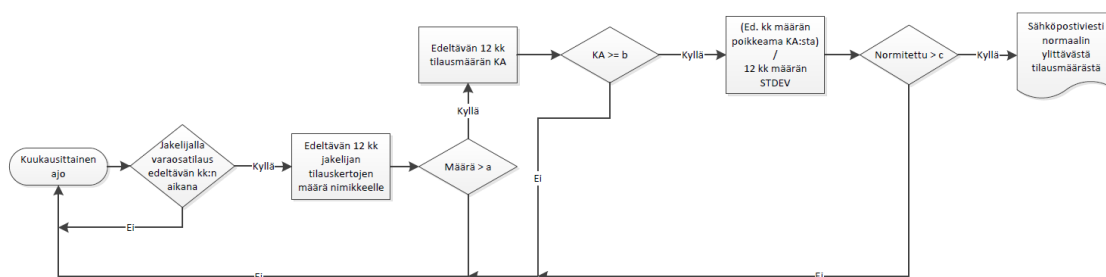 Kuukausittainen
ajo
Jakelijalla
varaosatilaus
edeltävän kk:n
aikana
Kyllä
Ei
Edeltävän 12 kk
jakelijan
tilauskertojen
määrä nimikkeelle
Määrä > a
Kyllä
Ei
Edeltävän 12 kk
tilausmäärän KA
KA >= b
Kyllä
Ei
(Ed. kk määrän
poikkeama KA:sta)
/
12 kk määrän
STDEV
Normitettu > c
Kyllä
Ei
Sähköpostiviesti
normaalin
ylittävästä
tilausmäärästä